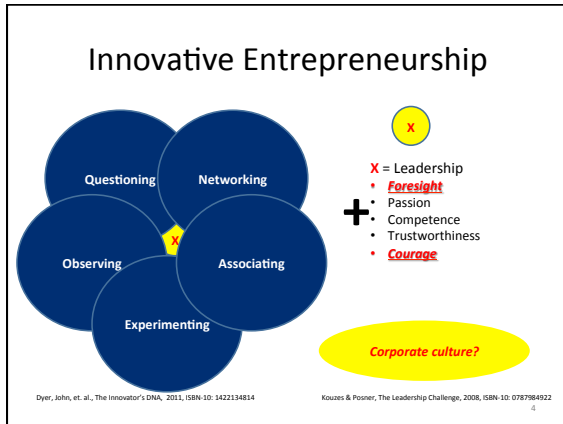 Innovative Entrepreneurship
Questioning
Networking
X
Observing
Associating
Experimenting
+
X
X = Leadership
• Foresight
• Passion
• Competence
• Trustworthiness
• Courage
Corporate culture?
Dyer, John, et. al., The Innovator's DNA, 2011, ISBN-10: 1422134814
Kouzes & Posner, The Leadership Challenge, 2008, ISBN-10: 0787984922
4